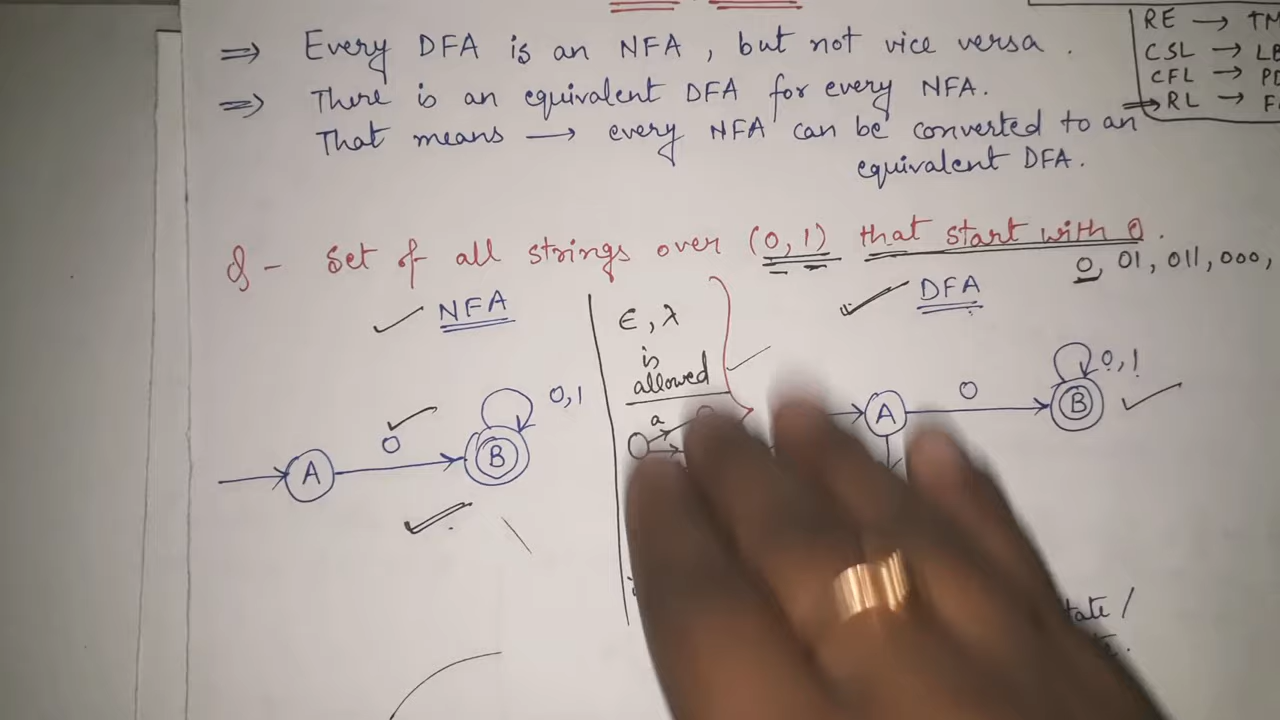 ⇒ Every DFA is an NFA, but not vice versa.
⇒ There is an equivalent DFA for every NFA.
That means → every NFA can be converted to an
equivalent DFA.
RE →
CSL →
CFL →
⇒ RL →
Q - Set of all strings over (0,1) that start with 0.
0, 01, 011, 000,
✓ NFA
A
0
B
0,1
ϵ, λ
is
allowed
a
✓ DFA
A
0
B
0,1